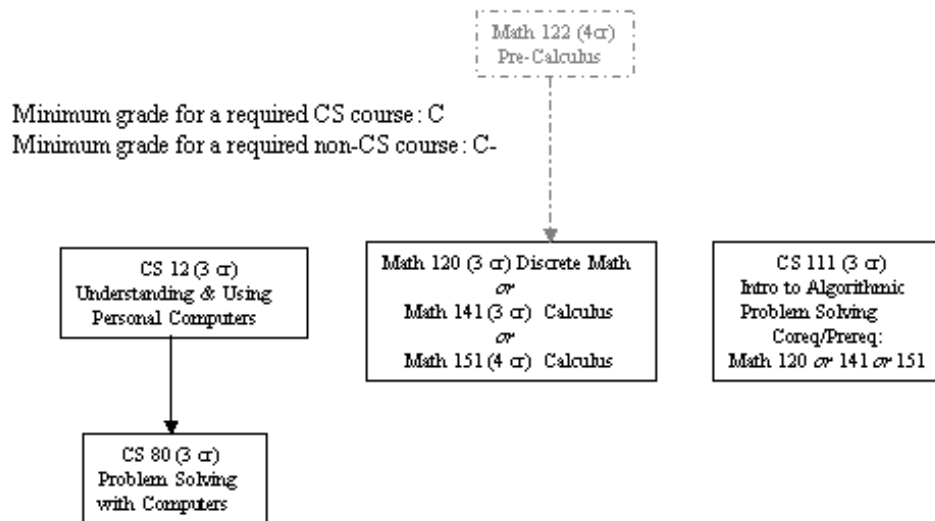 Math 122 (4cr)
Pre-Calculus
Minimum grade for a required CS course: C
Minimum grade for a required non-CS course: C-
CS 12 (3 cr)
Understanding & Using
Personal Computers
Math 120 (3 cr) Discrete Math
or
Math 141 (3 cr) Calculus
or
Math 151 (4 cr) Calculus
CS 111 (3 cr)
Intro to Algorithmic
Problem Solving
Coreq/Prereq:
Math 120 or 141 or 151
CS 80 (3 cr)
Problem Solving
with Computers